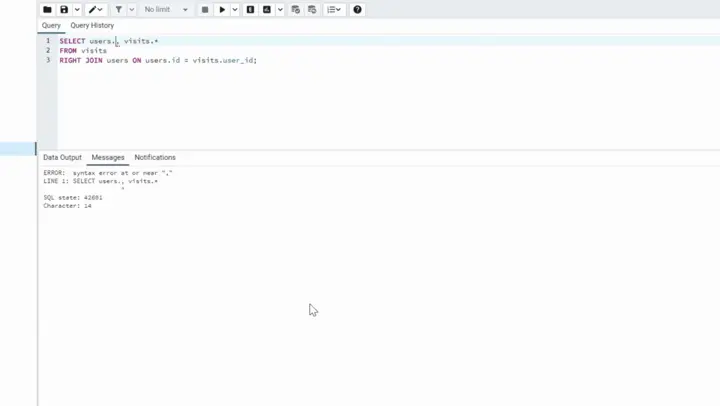 No limit
Query Query History
1 SELECT users., visits.*
2 FROM visits
3 RIGHT JOIN users ON users.id = visits.user_id;
Data Output Messages Notifications
ERROR: syntax error at or near ","
LINE 1: SELECT users., visits.*
^
SQL state: 42601
Character: 14